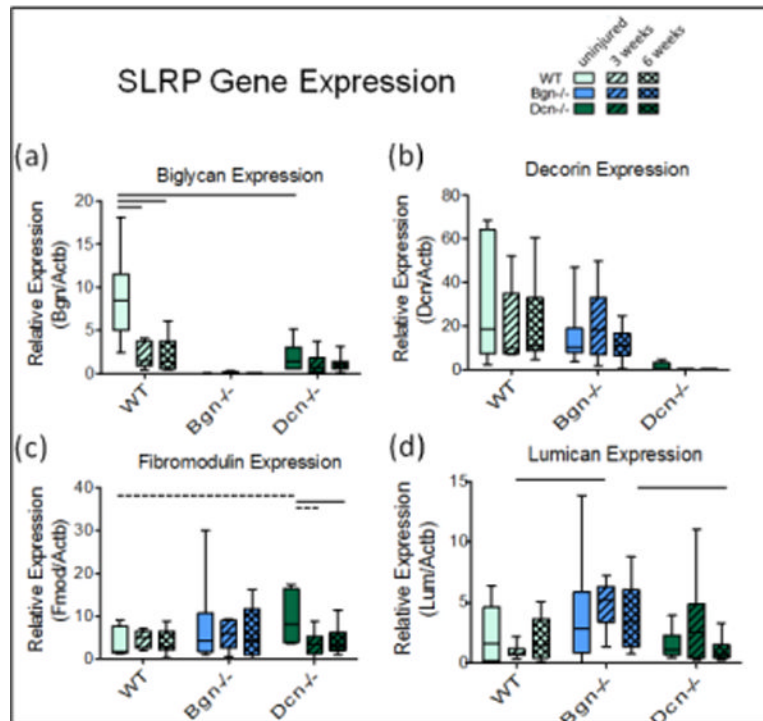 SLRP Gene Expression
uninjured 3 weeks 6 weeks
WT
Bgn-/-
Dcn-/-
(a)
Biglycan Expression
Relative Expression
(Bgn/Actb)
20
15
10
5
0
WT Bgn-/- Dcn-/-
(b)
Decorin Expression
Relative Expression
(Dcn/Actb)
80
60
40
20
0
WT Bgn-/- Dcn-/-
(c)
Fibromodulin Expression
Relative Expression
(Fmod/Actb)
40
30
20
10
0
WT Bgn-/- Dcn-/-
(d)
Lumican Expression
Relative Expression
(Lum/Actb)
15
10
5
0
WT Bgn-/- Dcn-/-